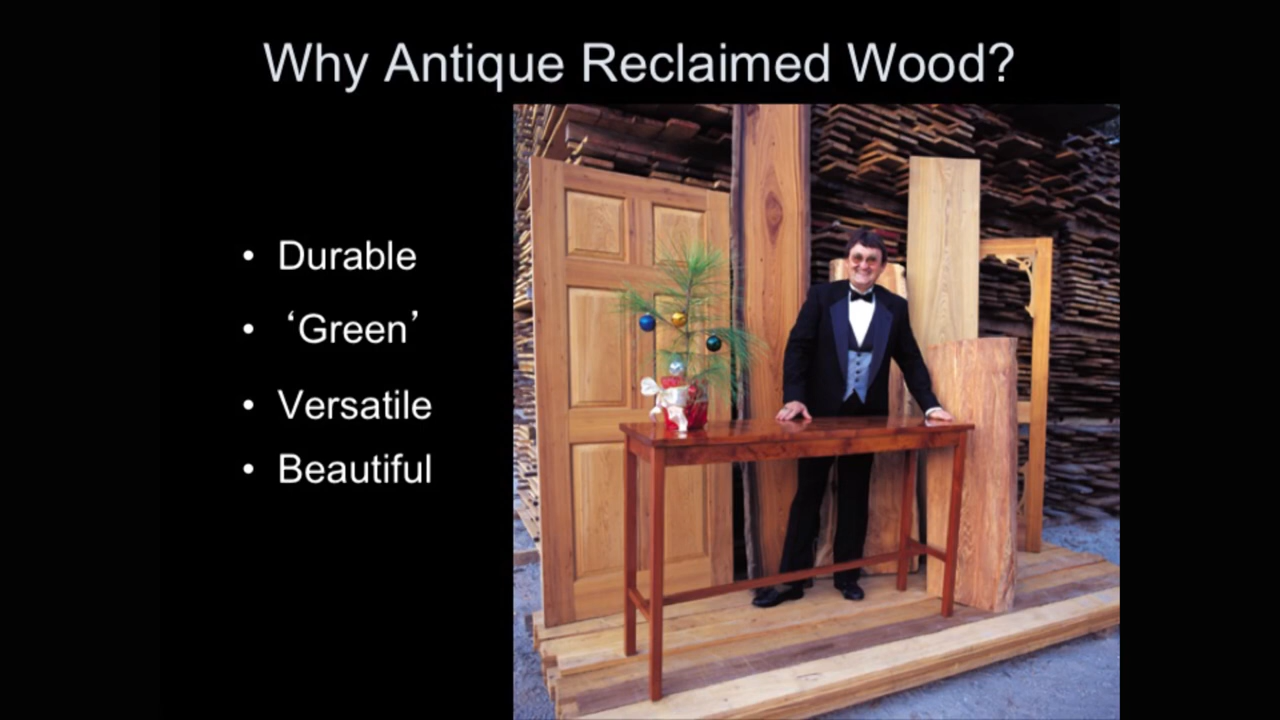 Why Antique Reclaimed Wood?
• Durable
• ‘Green’
• Versatile
• Beautiful